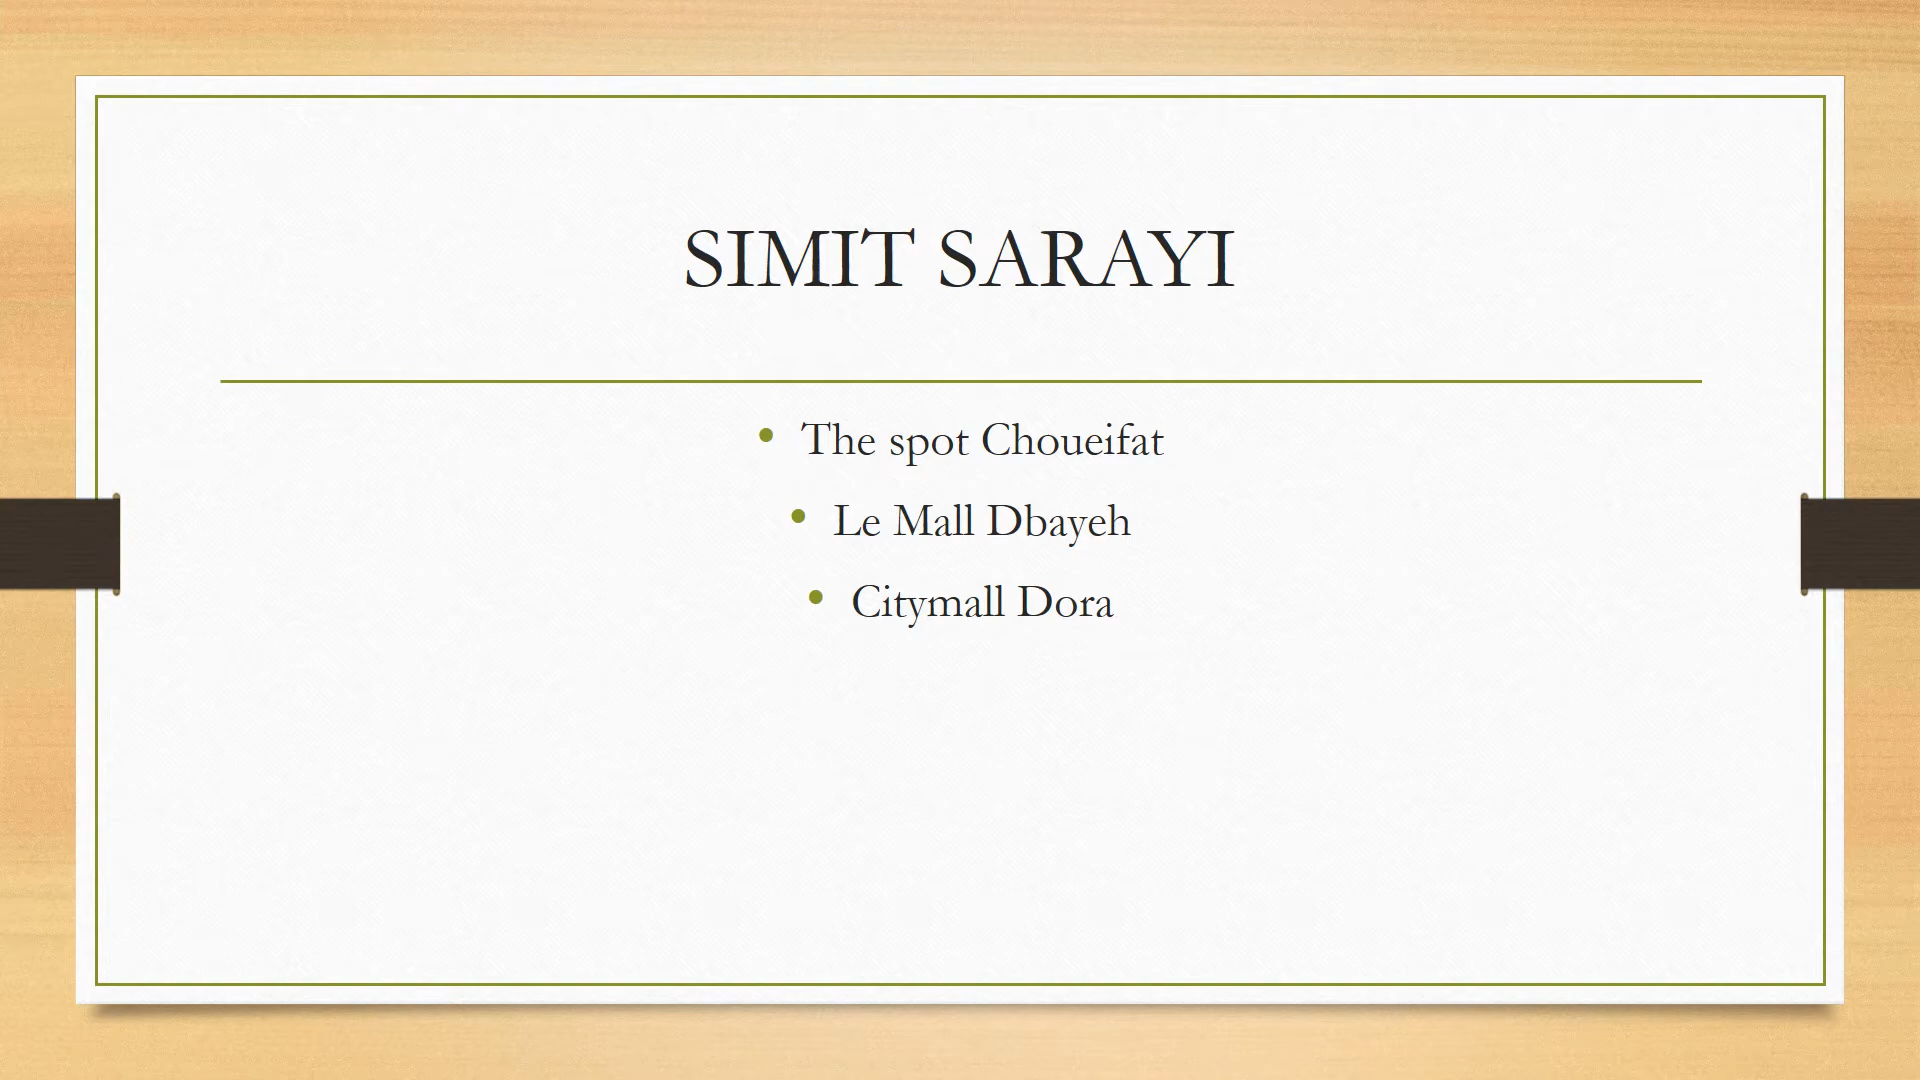 SIMIT SARAYI
• The spot Choueifat
• Le Mall Dbayeh
• Citymall Dora